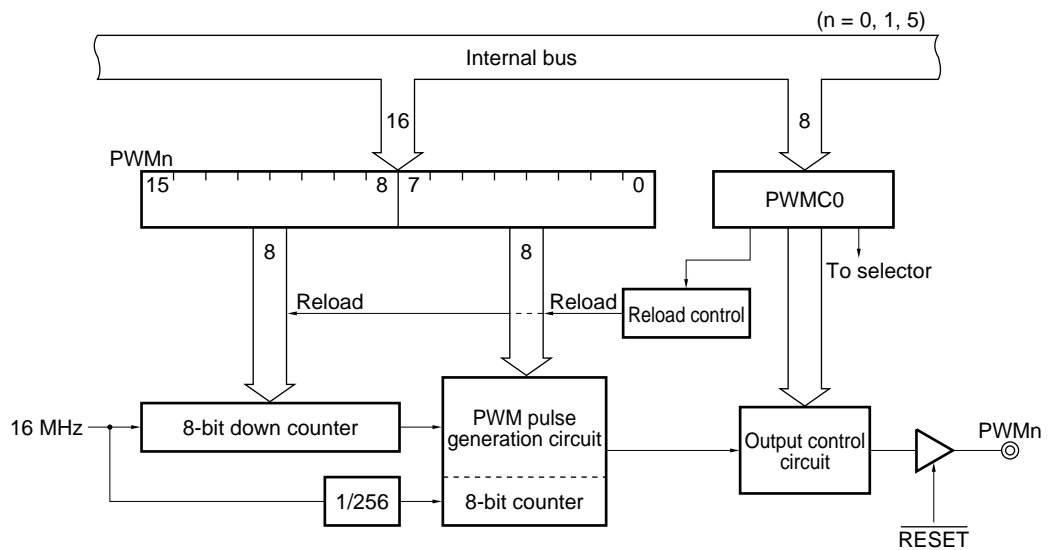 (n = 0, 1, 5)
Internal bus
16
8
PWMn
15
8
7
0
PWMC0
8
8
To selector
Reload
Reload
Reload control
16 MHz
8-bit down counter
PWM pulse
generation circuit
Output control
circuit
PWMn
1/256
8-bit counter
RESET